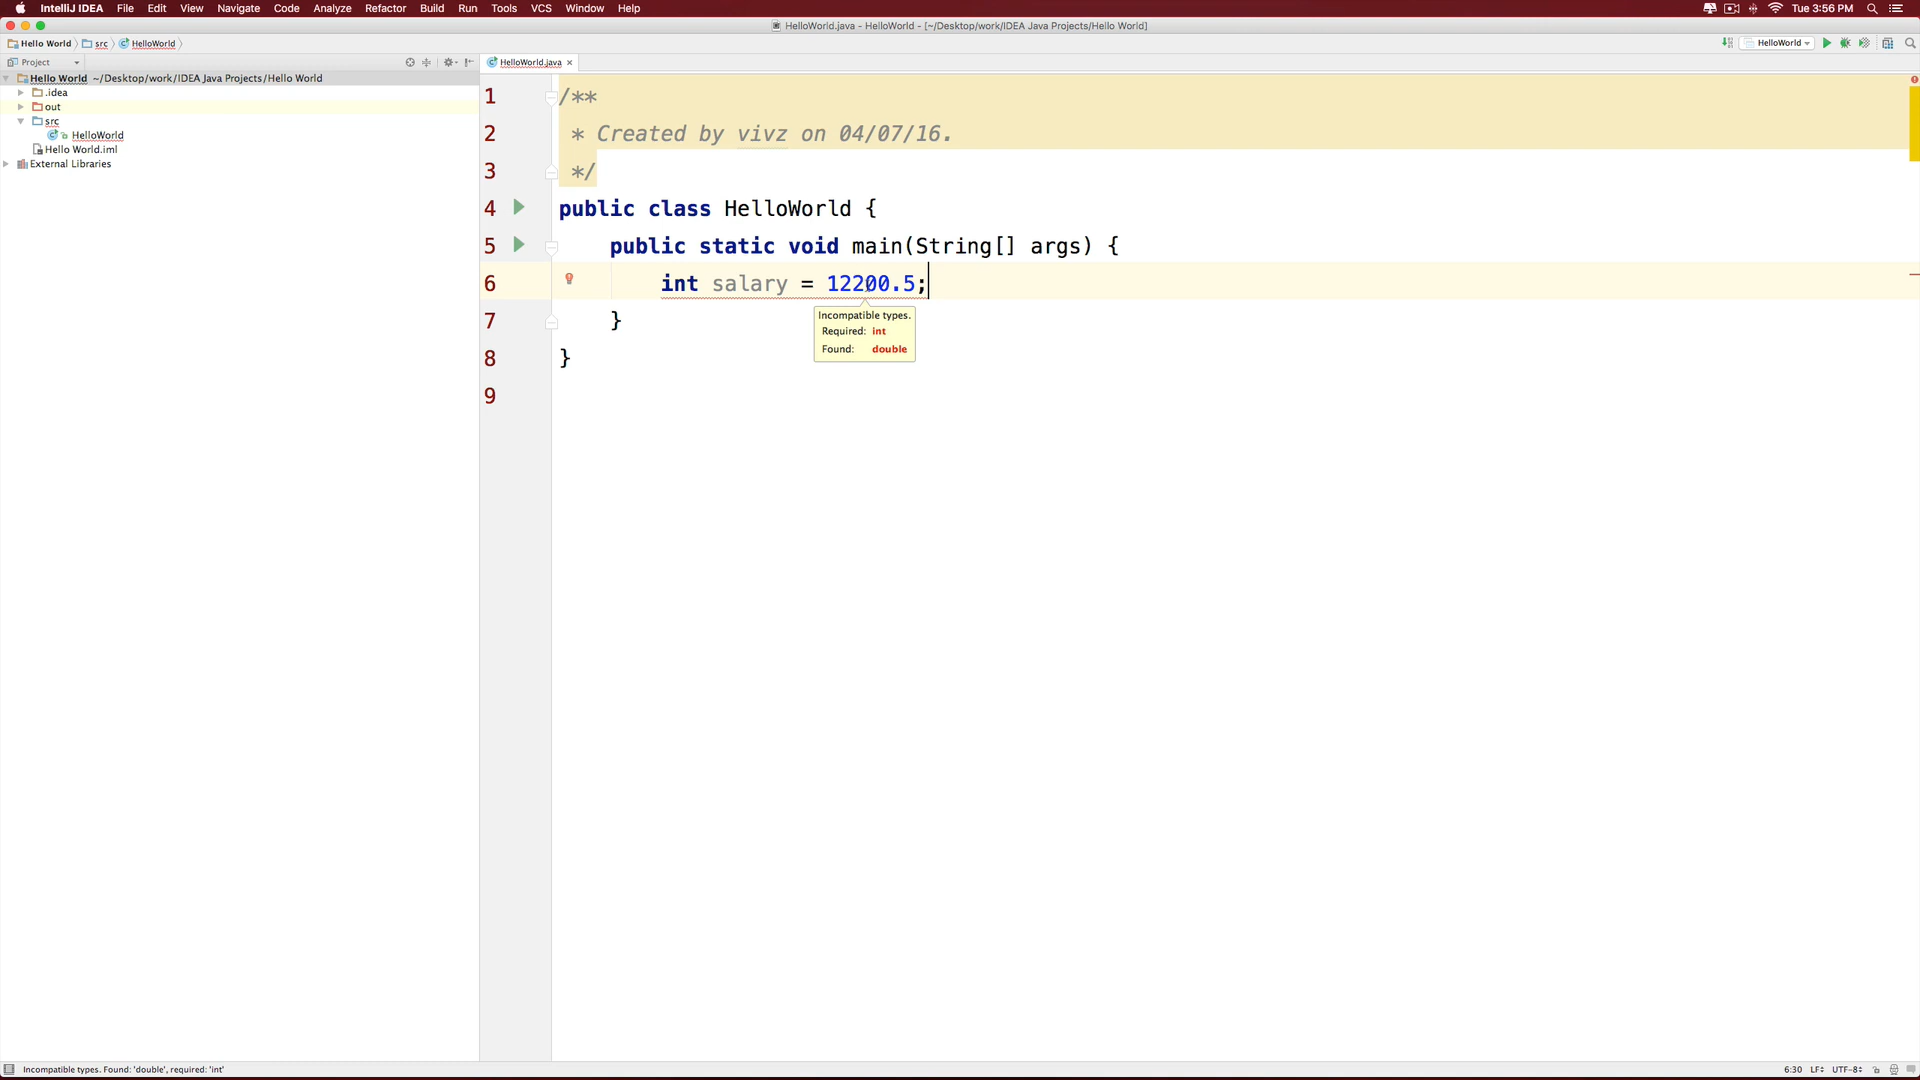 IntelliJ IDEA File Edit View Navigate Code Analyze Refactor Build Run Tools VCS Window Help Tue 3:56 PM
HelloWorld.java - HelloWorld - [~/Desktop/work/IDEA Java Projects/Hello World]
Hello World src HelloWorld HelloWorld
Project HelloWorld.java
Hello World ~/Desktop/work/IDEA Java Projects/Hello World
.idea
out
src
HelloWorld
Hello World.iml
External Libraries
1 /**
2 * Created by vivz on 04/07/16.
3 */
4 public class HelloWorld {
5 public static void main(String[] args) {
6 int salary = 12200.5;
7 }
8 }
9
Incompatible types.
Required: int
Found: double
Incompatible types. Found: 'double', required: 'int' 6:30 LF UTF-8